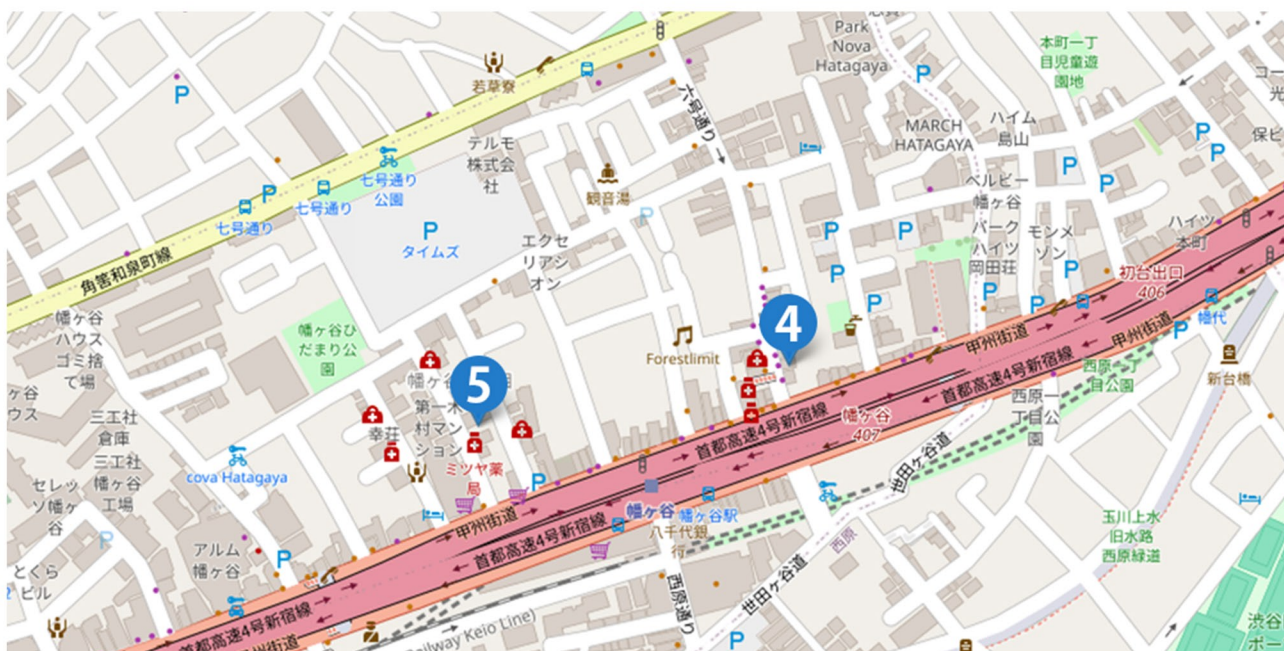 Park
Nova
Hatagaya
本町一丁
目児童遊
園地
若草寮
六号通り
MARCH
HATAGAYA
ハイム
島山
テルモ
株式会
社
七号通り
公園
七号通り
七号通り
観音湯
ベルビー
幡ヶ谷
パーク
ハイツ
岡田荘
モンメ
ゾン
ハイツ
本町
タイムズ
エクセ
リアシ
オン
角筈和泉町線
初台出口
406
幡ヶ谷
ハウス
ゴミ捨
て場
幡ヶ谷ひ
だまり公
園
4
Forestlimit
甲州街道
甲州街道
幡代
首都高速4号新宿線
西原一丁
目公園
新台橋
5
第一木
村マン
ション
幸荘
三工社
倉庫
三工社
幡ヶ谷
工場
西原一
丁目公
園
幡ヶ谷
407
首都高速4号新宿線
世田ヶ谷道
ミツヤ薬
局
cova Hatagaya
セレッ
ソ幡ヶ
谷
甲州街道
幡ヶ谷
幡ヶ谷駅
八千代銀
行
首都高速4号新宿線
西原
玉川上水
旧水路
西原緑道
アルム
幡ヶ谷
とくら
ビル
西原通り
世田ヶ谷道
首都高速4号新宿線
Railway Keio Line)
渋谷
ポー